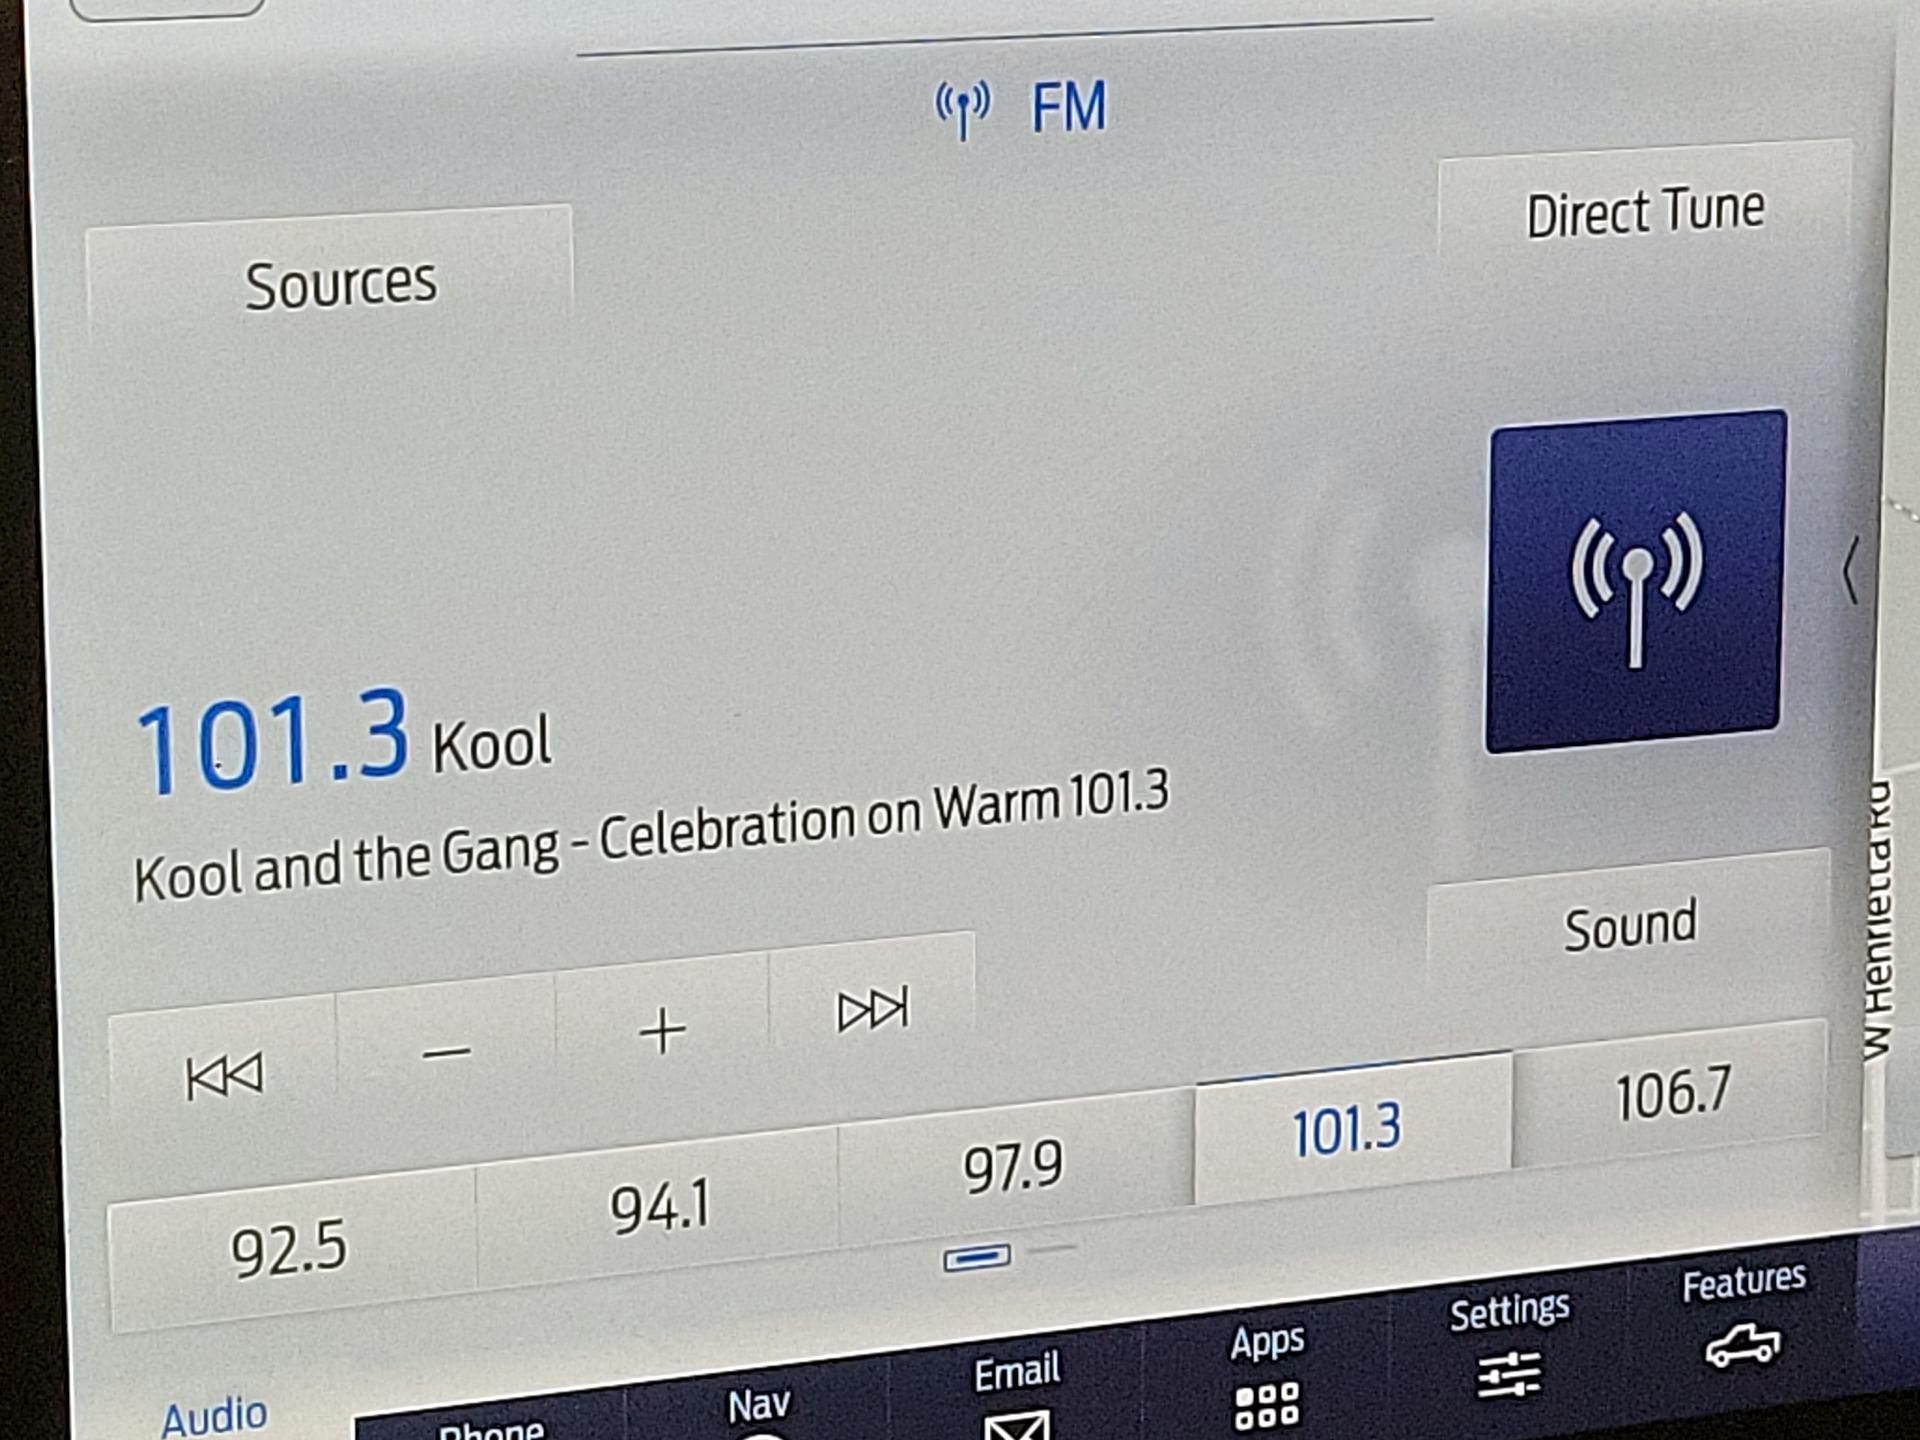 FM
Direct Tune
Sources
101.3 Kool
Kool and the Gang - Celebration on Warm 101.3
Sound
92.5
94.1
97.9
101.3
106.7
W Henrietta Rd
Audio
Phone
Nav
Email
Apps
Settings
Features